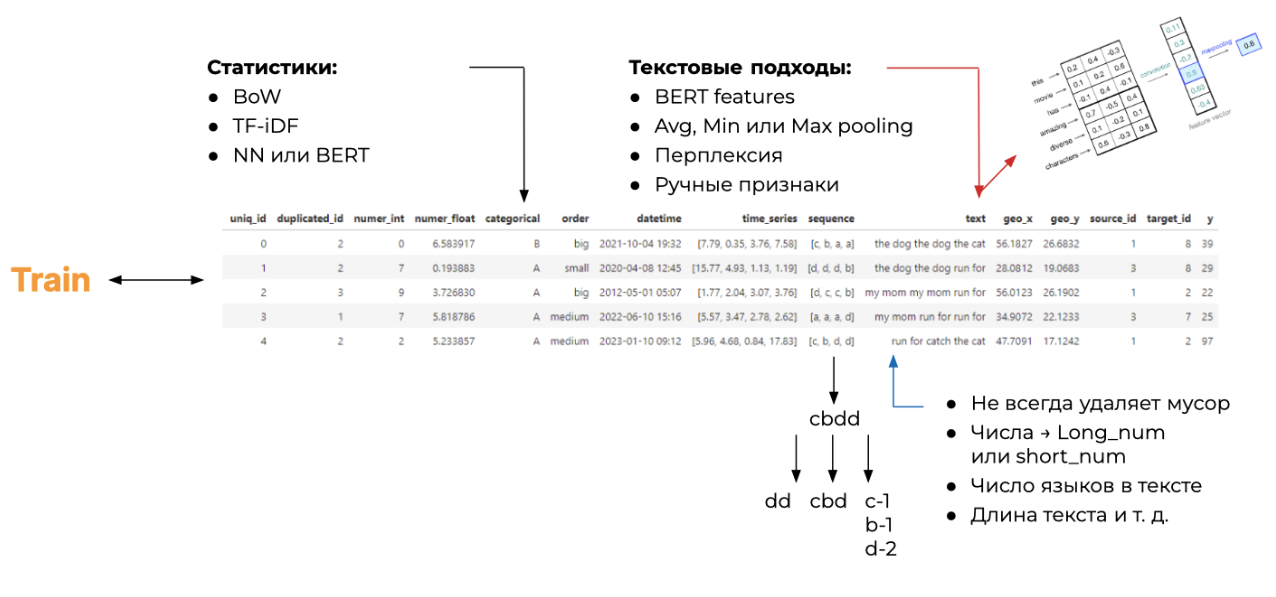 Статистики:
● BoW
● TF-iDF
● NN или BERT
Текстовые подходы:
● BERT features
● Avg, Min или Max pooling
● Перплексия
● Ручные признаки
this 0.2 0.4 -0.3
movie 0.1 0.2 0.6
has -0.1 0.4 -0.1
amazing 0.7 -0.5 0.4
diverse 0.1 -0.2 0.1
characters 0.6 -0.3 0.8
convolution
0.11
0.3
-0.7
0.8
0.63
-0.4
feature vector
maxpooling
0.8
uniq_id duplicated_id numer_int numer_float categorical order datetime time_series sequence text geo_x geo_y source_id target_id y
0 2 0 6.583917 B big 2021-10-04 19:32 [7.79, 0.35, 3.76, 7.58] [c, b, a, a] the dog the dog the cat 56.1827 26.6832 1 8 39
1 2 7 0.193883 A small 2020-04-08 12:45 [15.77, 4.93, 1.13, 1.19] [d, d, d, b] the dog the dog run for 28.0812 19.0683 3 8 29
2 3 9 3.726830 A big 2012-05-01 05:07 [1.77, 2.04, 3.07, 3.76] [d, c, c, b] my mom my mom run for 56.0123 26.1902 1 2 22
3 1 7 5.818786 A medium 2022-06-10 15:16 [5.57, 3.47, 2.78, 2.62] [a, a, a, d] my mom run for run for 34.9072 22.1233 3 7 25
4 2 2 5.233857 A medium 2023-01-10 09:12 [5.96, 4.68, 0.84, 17.83] [c, b, d, d] run for catch the cat 47.7091 17.1242 1 2 97
Train
cbdd
dd cbd c-1
b-1
d-2
● Не всегда удаляет мусор
● Числа → Long_num
или short_num
● Число языков в тексте
● Длина текста и т. д.